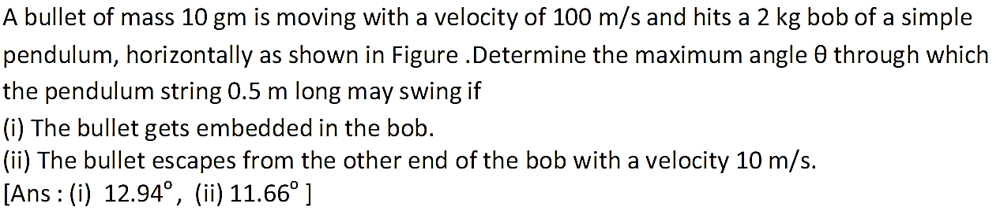 A bullet of mass 10 gm is moving with a velocity of 100 m/s and hits a 2 kg bob of a simple
pendulum, horizontally as shown in Figure .Determine the maximum angle θ through which
the pendulum string 0.5 m long may swing if
(i) The bullet gets embedded in the bob.
(ii) The bullet escapes from the other end of the bob with a velocity 10 m/s.
[Ans : (i) 12.94°, (ii) 11.66° ]